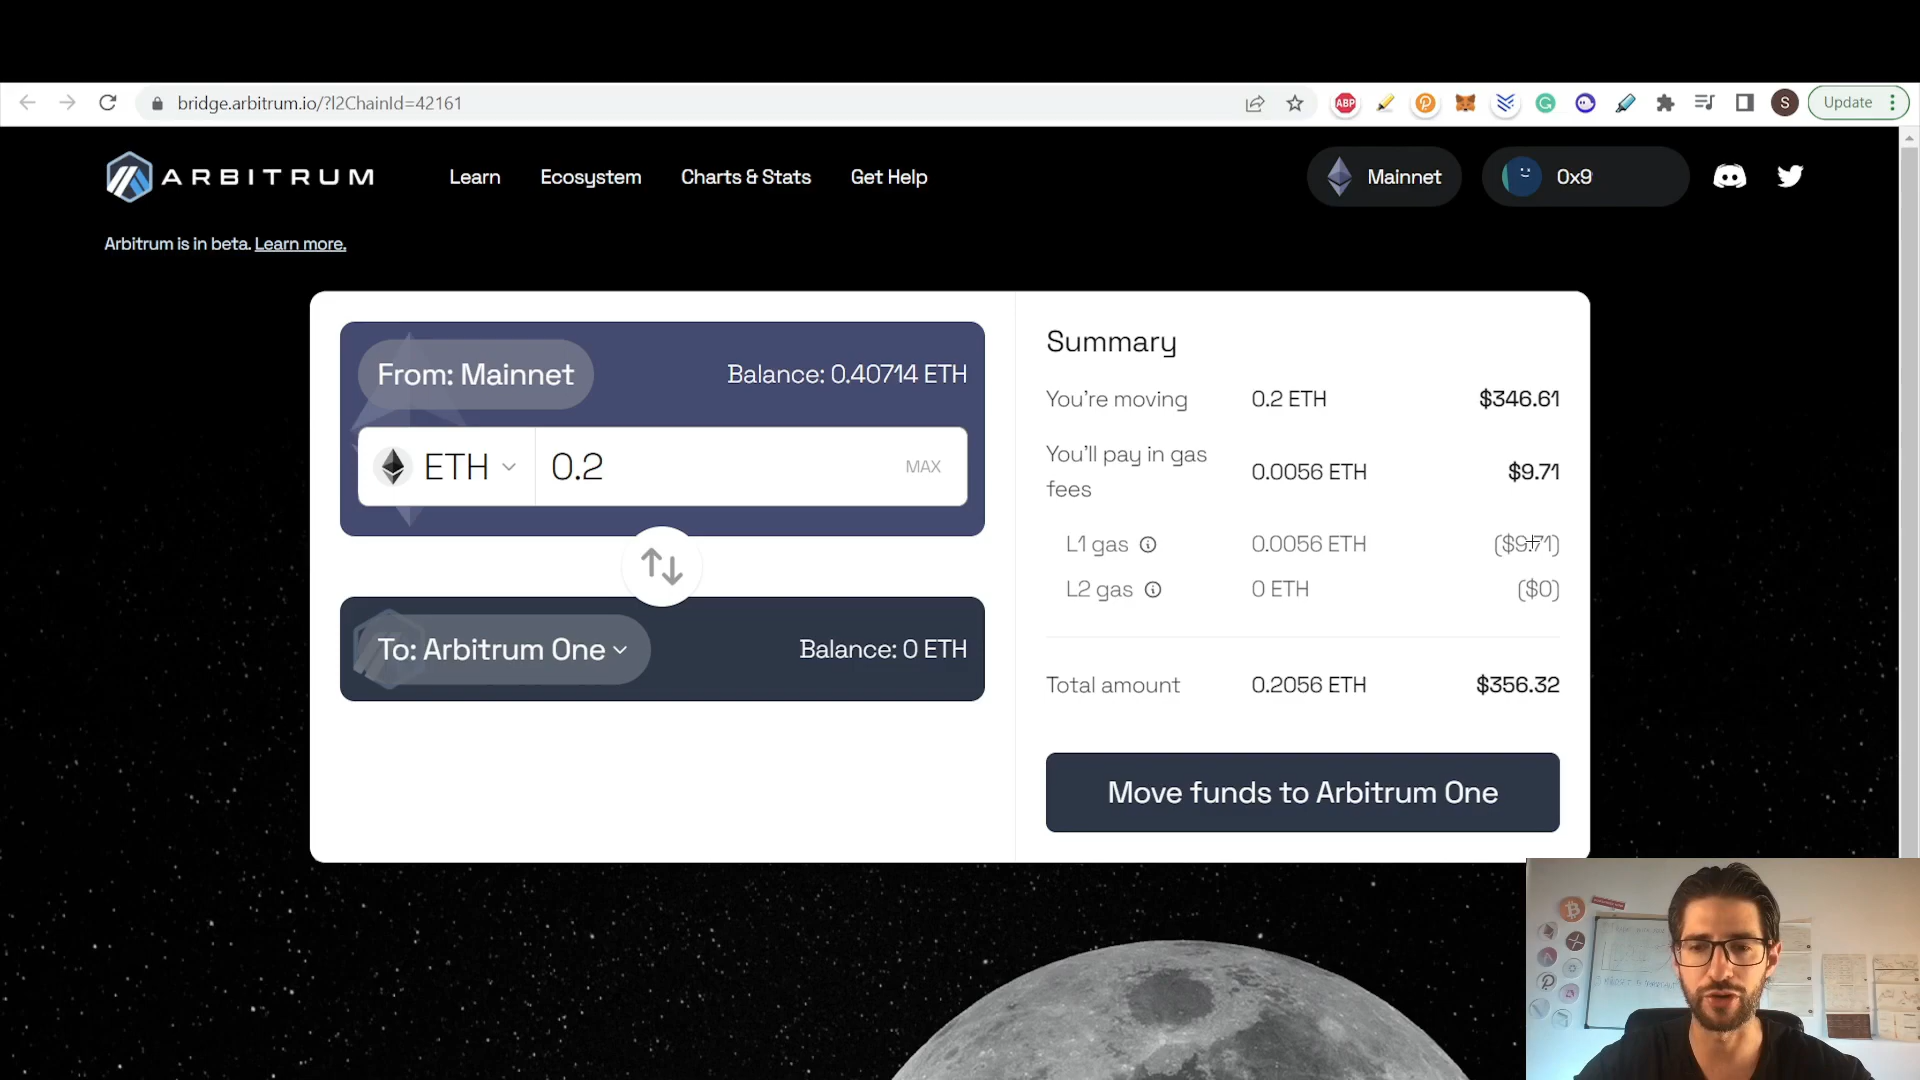 bridge.arbitrum.io/?l2ChainId=42161
ABP
S
Update
ARBITRUM
Learn
Ecosystem
Charts & Stats
Get Help
Mainnet
0x9
Arbitrum is in beta. Learn more.
From: Mainnet
Balance: 0.40714 ETH
ETH
0.2
MAX
To: Arbitrum One
Balance: 0 ETH
Summary
You're moving 0.2 ETH $346.61
You'll pay in gas
fees 0.0056 ETH $9.71
L1 gas 0.0056 ETH ($9.71)
L2 gas 0 ETH ($0)
Total amount 0.2056 ETH $356.32
Move funds to Arbitrum One